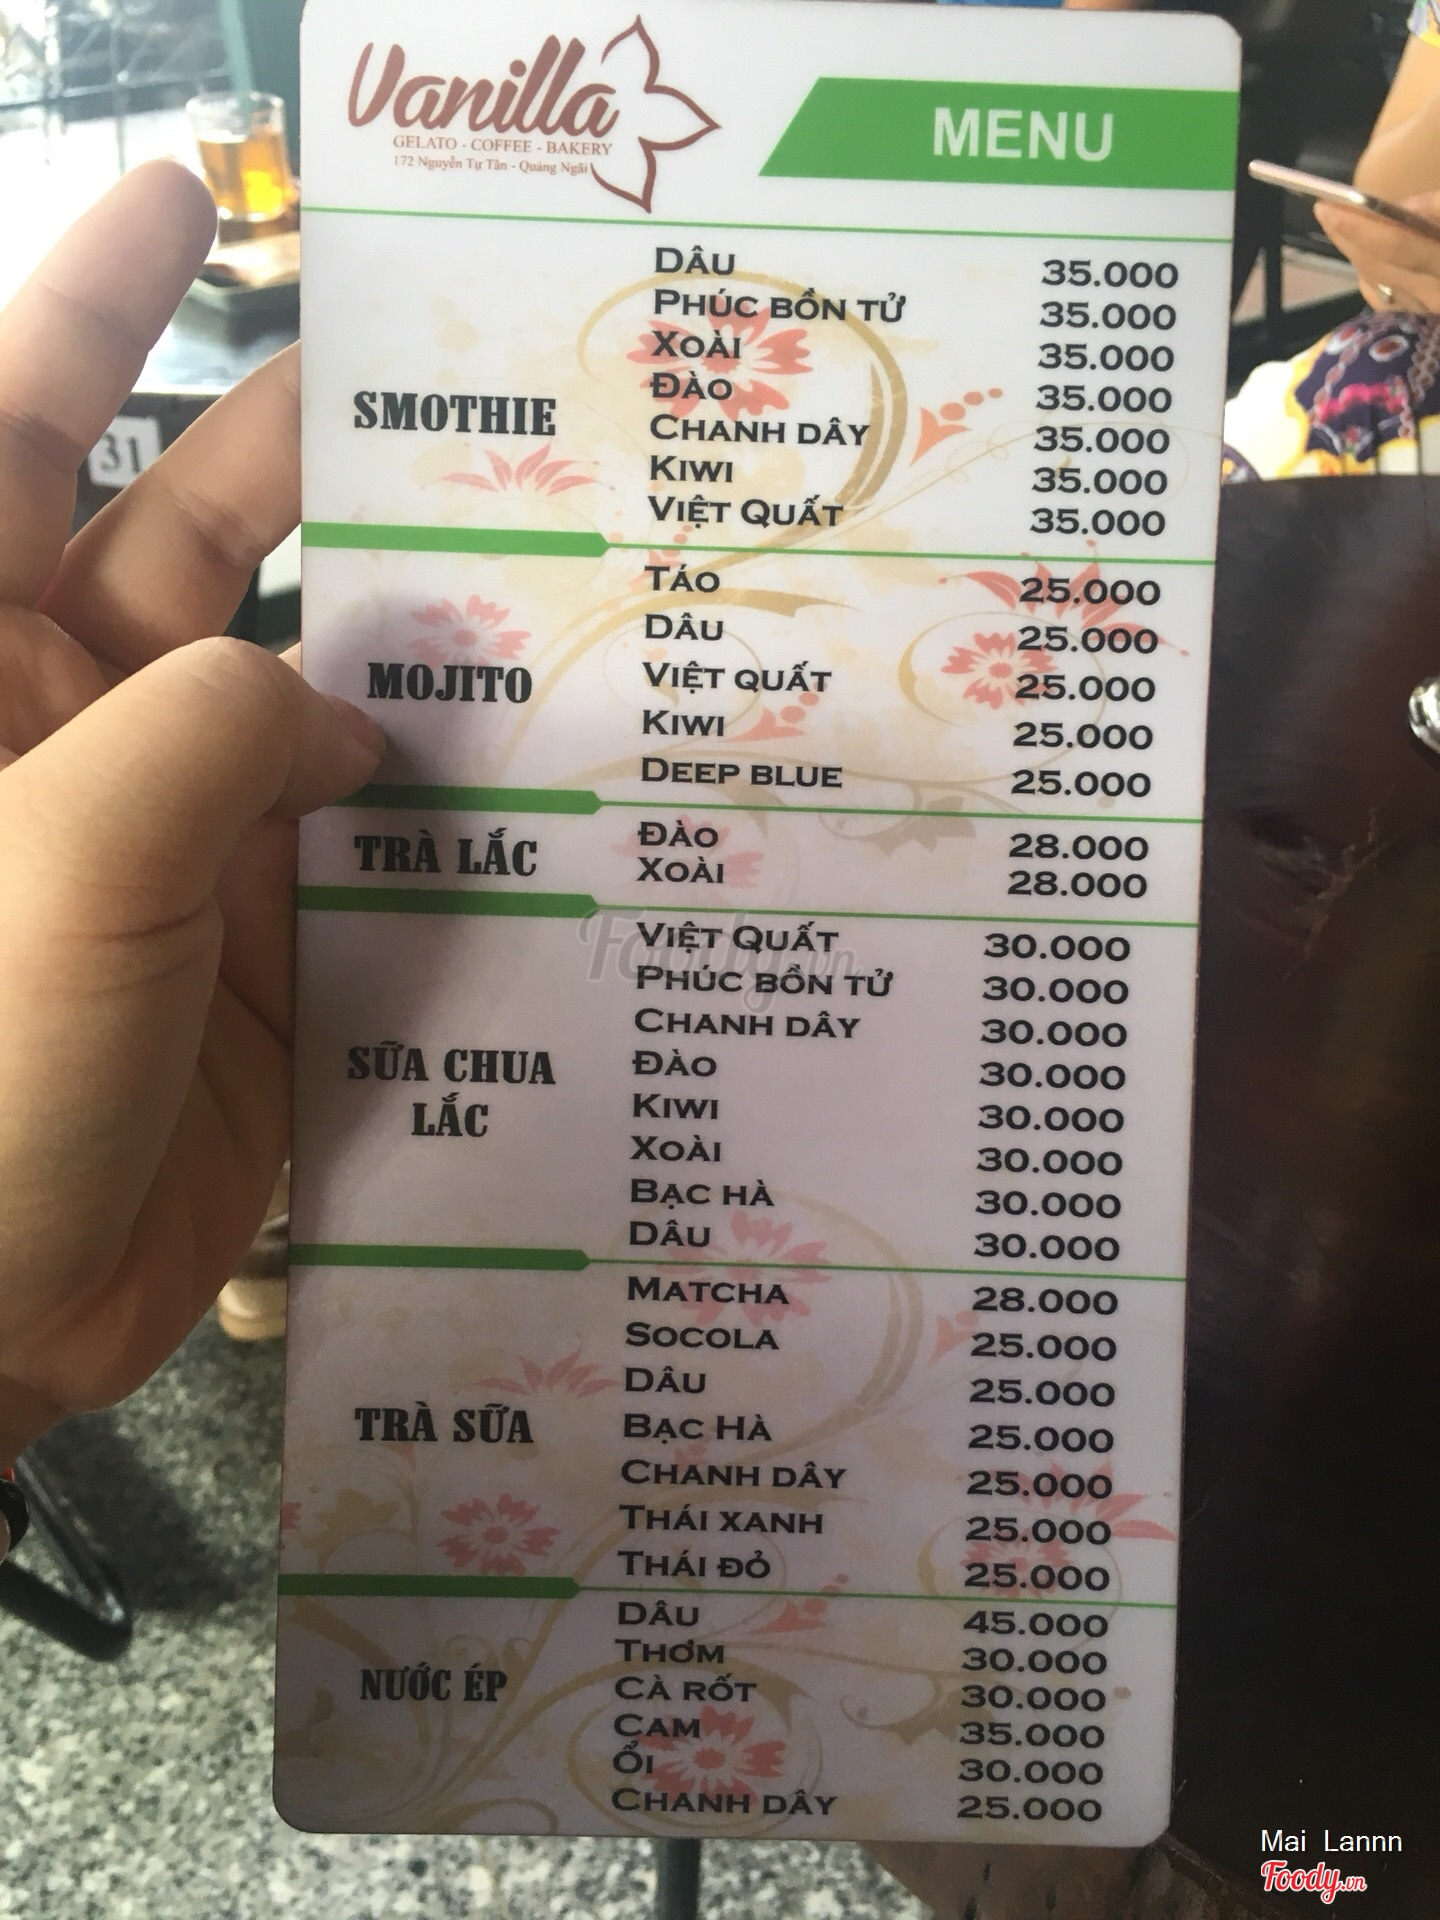 Vanilla
GELATO - COFFEE - BAKERY
172 Nguyễn Tự Tân - Quảng Ngãi
MENU
SMOTHIE
DÂU 35.000
PHÚC BỒN TỬ 35.000
XOÀI 35.000
ĐÀO 35.000
CHANH DÂY 35.000
KIWI 35.000
VIỆT QUẤT 35.000
MOJITO
TÁO 25.000
DÂU 25.000
VIỆT QUẤT 25.000
KIWI 25.000
DEEP BLUE 25.000
TRÀ LẮC
ĐÀO 28.000
XOÀI 28.000
SỮA CHUA
LẮC
VIỆT QUẤT 30.000
PHÚC BỒN TỬ 30.000
CHANH DÂY 30.000
ĐÀO 30.000
KIWI 30.000
XOÀI 30.000
BẠC HÀ 30.000
DÂU 30.000
TRÀ SỮA
MATCHA 28.000
SOCOLA 25.000
DÂU 25.000
BẠC HÀ 25.000
CHANH DÂY 25.000
THÁI XANH 25.000
THÁI ĐỎ 25.000
NƯỚC ÉP
DÂU 45.000
THƠM 30.000
CÀ RỐT 30.000
CAM 35.000
ỔI 30.000
CHANH DÂY 25.000
31
Foody.vn
Mai Lannn
Foody.vn